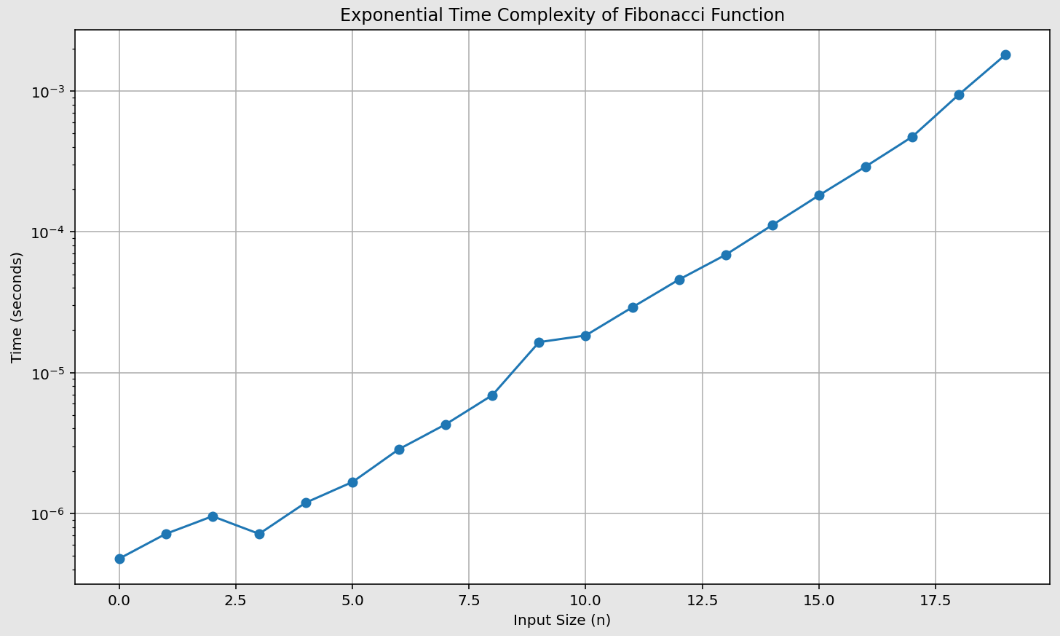 Exponential Time Complexity of Fibonacci Function
Time (seconds)
10⁻³
10⁻⁴
10⁻⁵
10⁻⁶
0.0 2.5 5.0 7.5 10.0 12.5 15.0 17.5
Input Size (n)